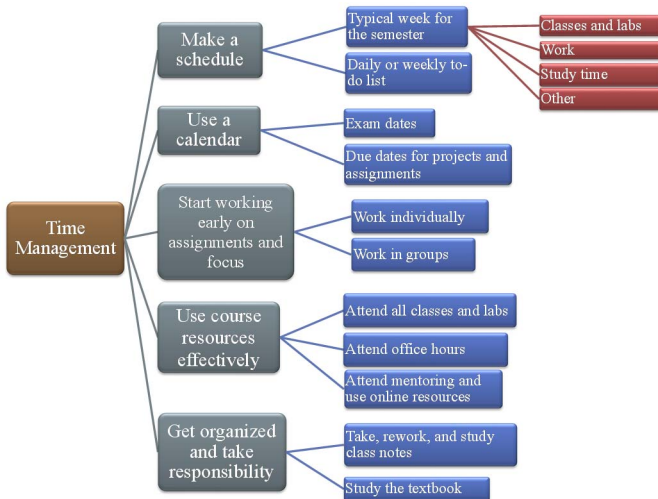 Time
Management
Make a
schedule
Typical week for
the semester
Classes and labs
Work
Study time
Other
Daily or weekly to-
do list
Use a
calendar
Exam dates
Due dates for projects and
assignments
Start working
early on
assignments and
focus
Work individually
Work in groups
Use course
resources
effectively
Attend all classes and labs
Attend office hours
Attend mentoring and
use online resources
Get organized
and take
responsibility
Take, rework, and study
class notes
Study the textbook